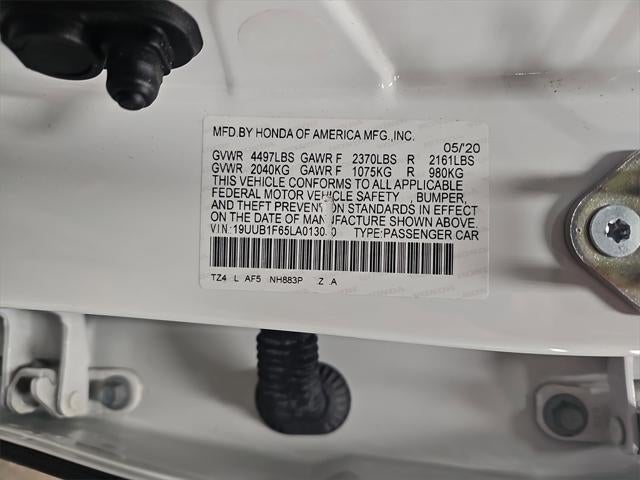 MFD.BY HONDA OF AMERICA MFG.,INC.
05/20
GVWR 4497LBS GAWR F 2370LBS R 2161LBS
GVWR 2040KG GAWR F 1075KG R 980KG
THIS VEHICLE CONFORMS TO ALL APPLICABLE
FEDERAL MOTOR VEHICLE SAFETY , BUMPER,
AND THEFT PREVENTION STANDARDS IN EFFECT
ON THE DATE OF MANUFACTURE SHOWN ABOVE.
VIN: TYPE:PASSENGER CAR
TZ4 L AF5 NH883P Z A